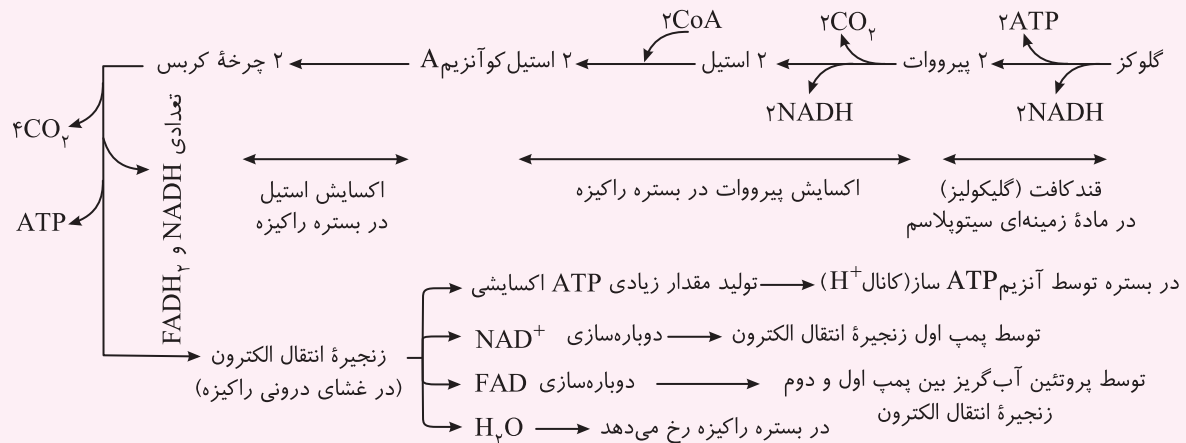 ۲ATP
۲CO۲
۲CoA
گلوکز
۲ پیرووات
۲ استیل
۲ استیل کوآنزیم A
۲ چرخهٔ کربس
۲NADH
۲NADH
۴CO۲
ATP
تعدادی NADH و FADH۲
قندکافت (گلیکولیز)
در مادهٔ زمینه‌ای سیتوپلاسم
اکسایش پیرووات در بستره راکیزه
اکسایش استیل
در بستره راکیزه
زنجیرهٔ انتقال الکترون
(در غشای درونی راکیزه)
تولید مقدار زیادی ATP اکسایشی
در بستره توسط آنزیم ATP ساز (کانال H+)
NAD+ دوباره‌سازی
توسط پمپ اول زنجیرهٔ انتقال الکترون
FAD دوباره‌سازی
توسط پروتئین آب‌گریز بین پمپ اول و دوم
زنجیرهٔ انتقال الکترون
H۲O
در بستره راکیزه رخ می‌دهد